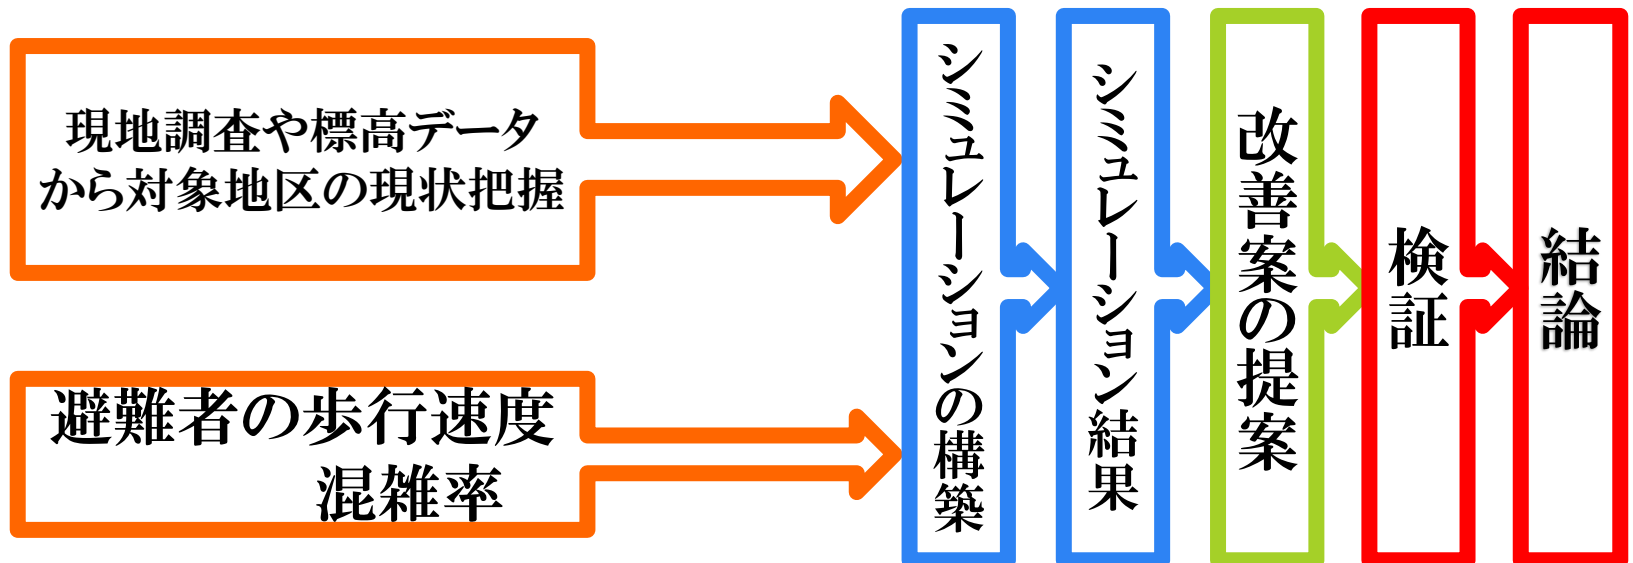 現地調査や標高データ
から対象地区の現状把握
避難者の歩行速度
混雑率
シミュレーションの構築
シミュレーション結果
改善案の提案
検証
結論